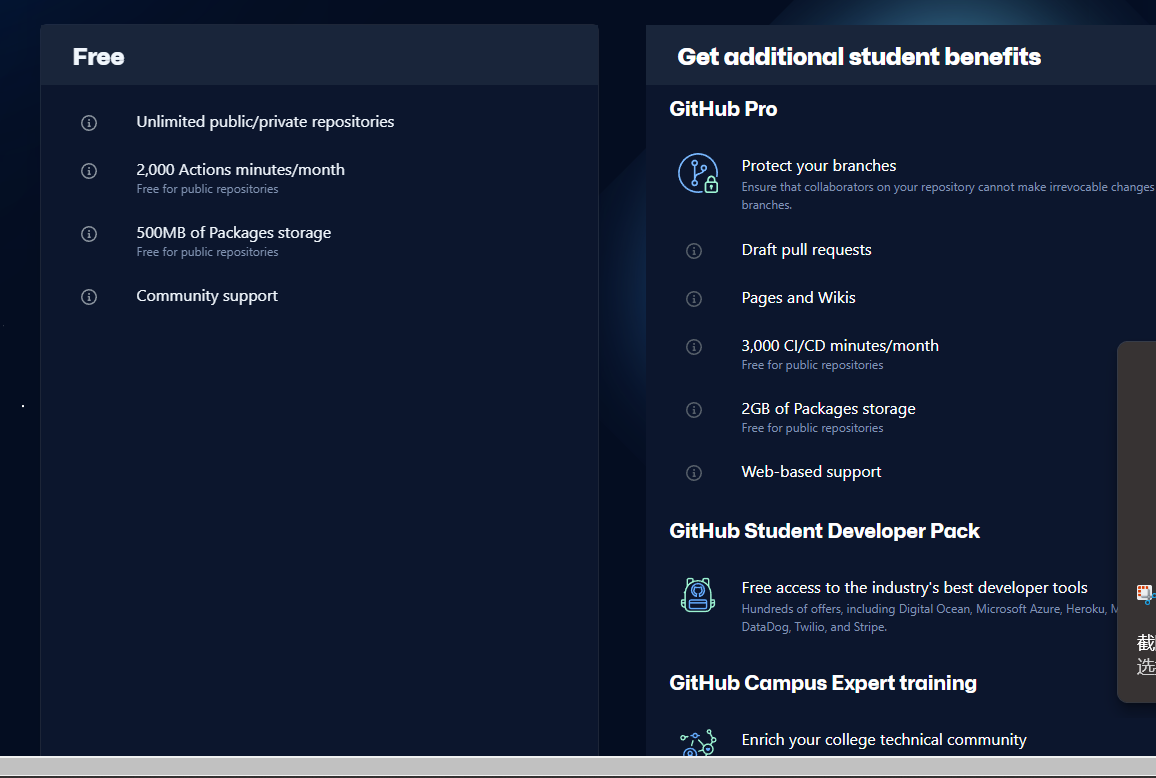 Free
Unlimited public/private repositories
2,000 Actions minutes/month
Free for public repositories
500MB of Packages storage
Free for public repositories
Community support
Get additional student benefits
GitHub Pro
Protect your branches
Ensure that collaborators on your repository cannot make irrevocable changes
branches.
Draft pull requests
Pages and Wikis
3,000 CI/CD minutes/month
Free for public repositories
2GB of Packages storage
Free for public repositories
Web-based support
GitHub Student Developer Pack
Free access to the industry's best developer tools
Hundreds of offers, including Digital Ocean, Microsoft Azure, Heroku,
DataDog, Twilio, and Stripe.
GitHub Campus Expert training
Enrich your college technical community
截
选